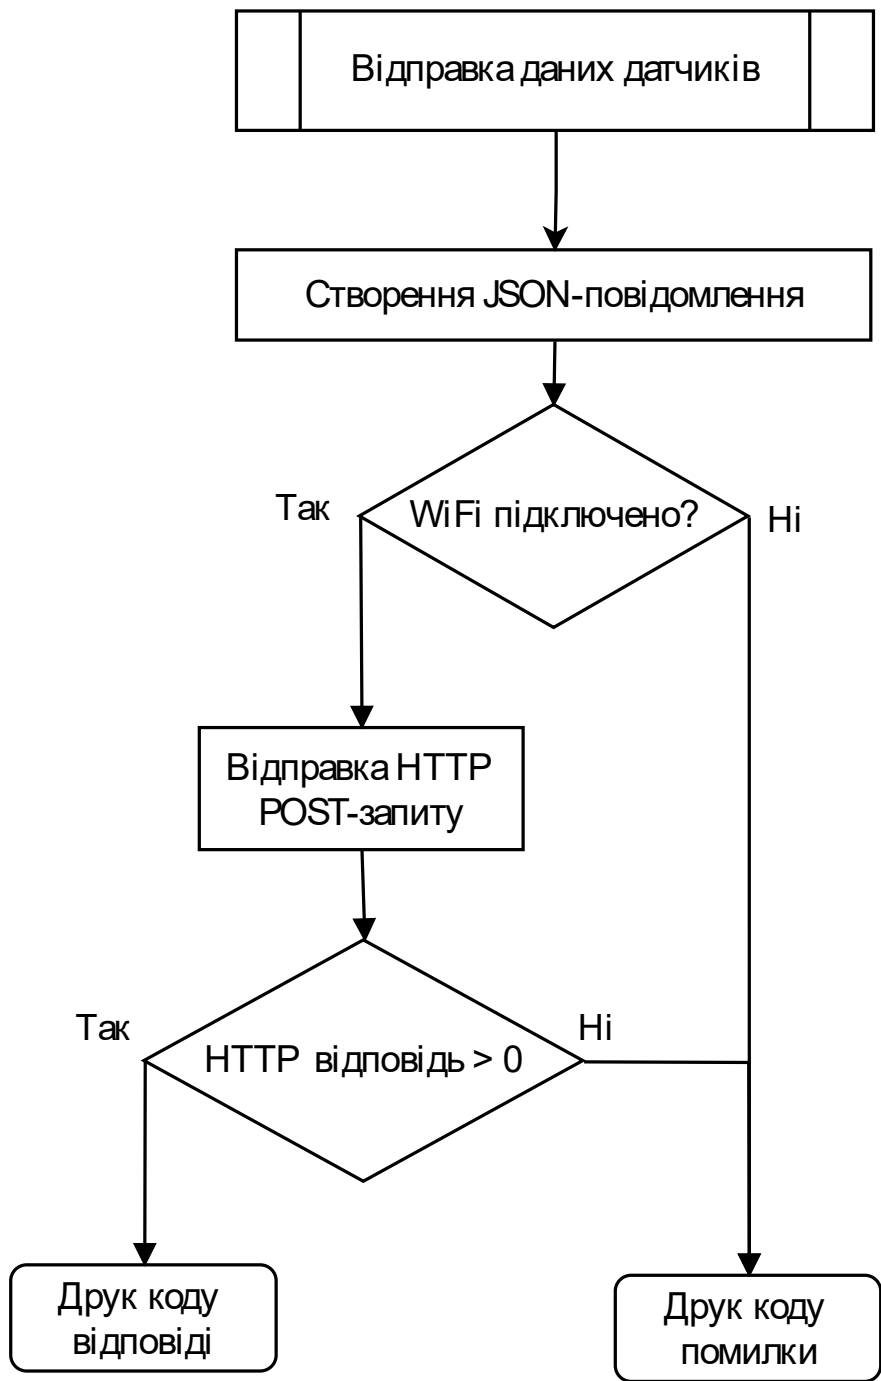 Відправка даних датчиків
Створення JSON-повідомлення
Так
WiFi підключено?
Ні
Відправка HTTP
POST-запиту
Так
HTTP відповідь > 0
Ні
Друк коду
відповіді
Друк коду
помилки